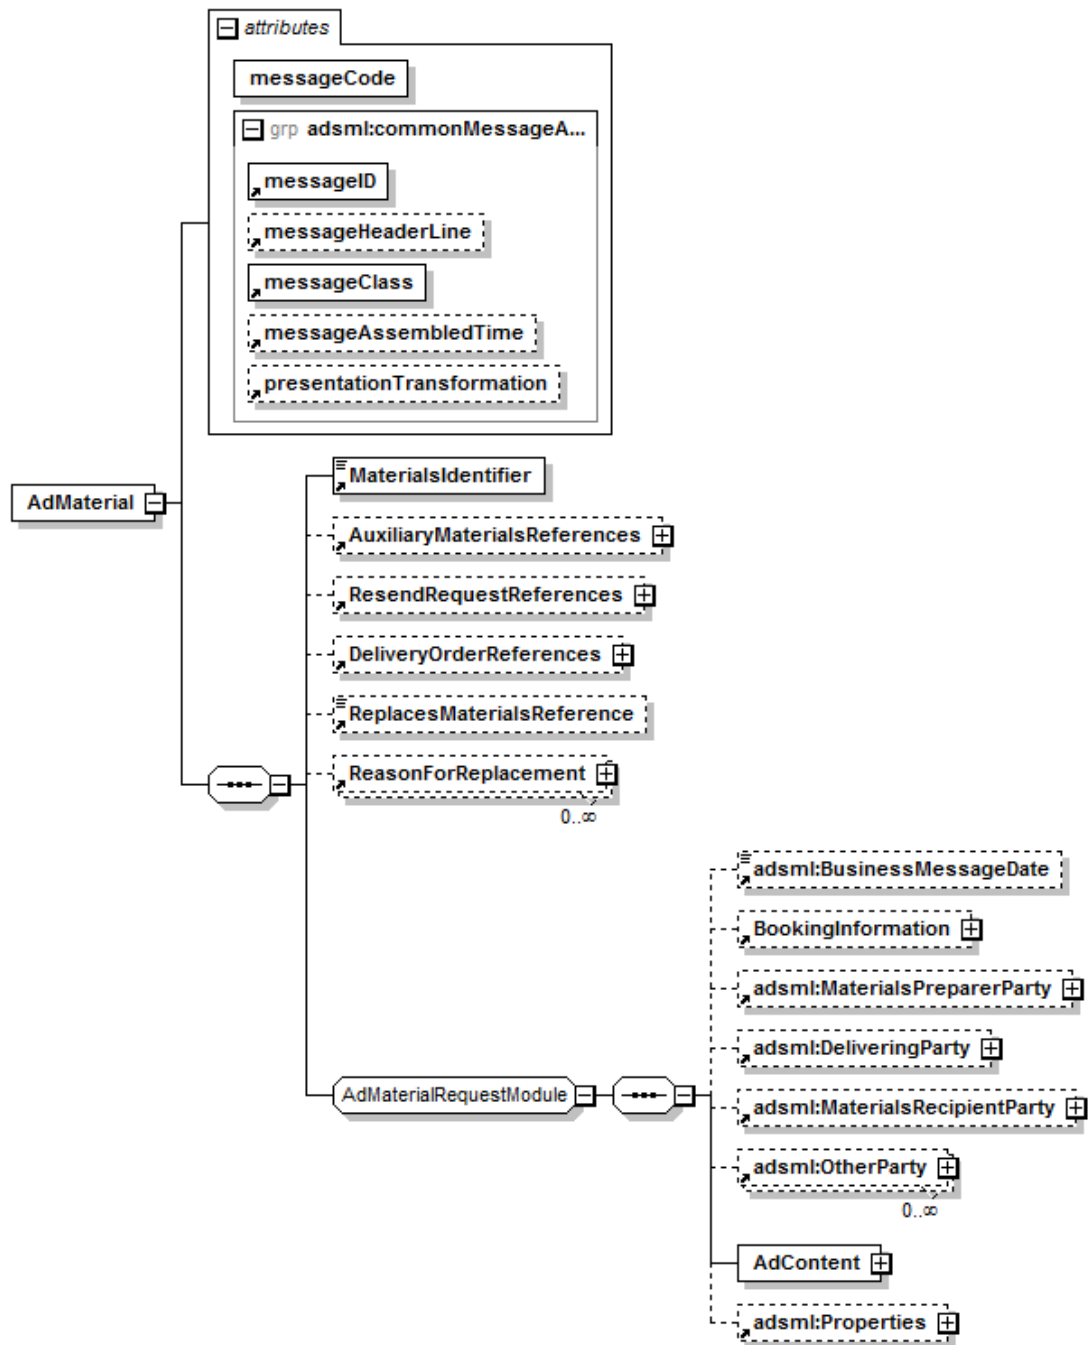 attributes
messageCode
grp adsml:commonMessageA...
messageID
messageHeaderLine
messageClass
messageAssembledTime
presentationTransformation
AdMaterial
MaterialsIdentifier
AuxiliaryMaterialsReferences
ResendRequestReferences
DeliveryOrderReferences
ReplacesMaterialsReference
ReasonForReplacement
0..∞
AdMaterialRequestModule
adsml:BusinessMessageDate
BookingInformation
adsml:MaterialsPreparerParty
adsml:DeliveringParty
adsml:MaterialsRecipientParty
adsml:OtherParty
0..∞
AdContent
adsml:Properties